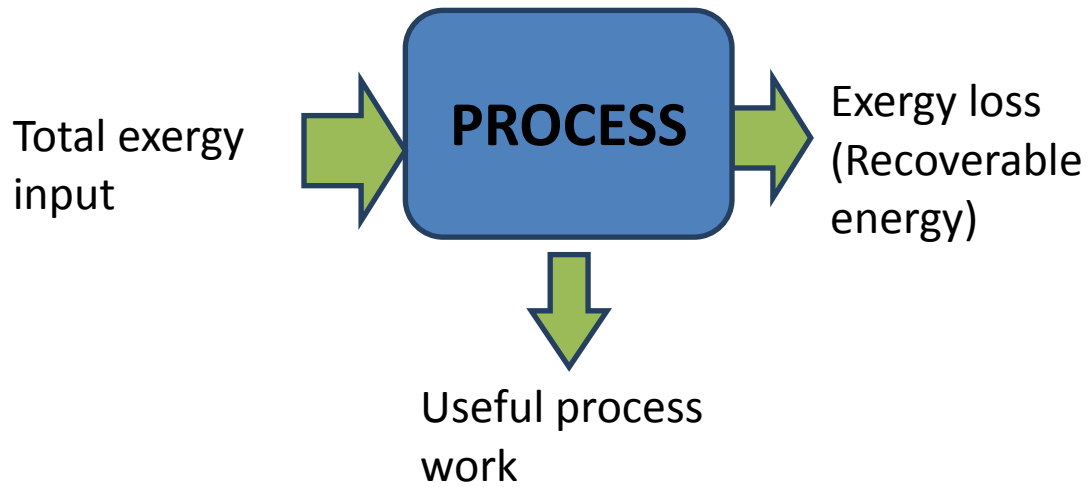 Total exergy
input
PROCESS
Exergy loss
(Recoverable
energy)
Useful process
work